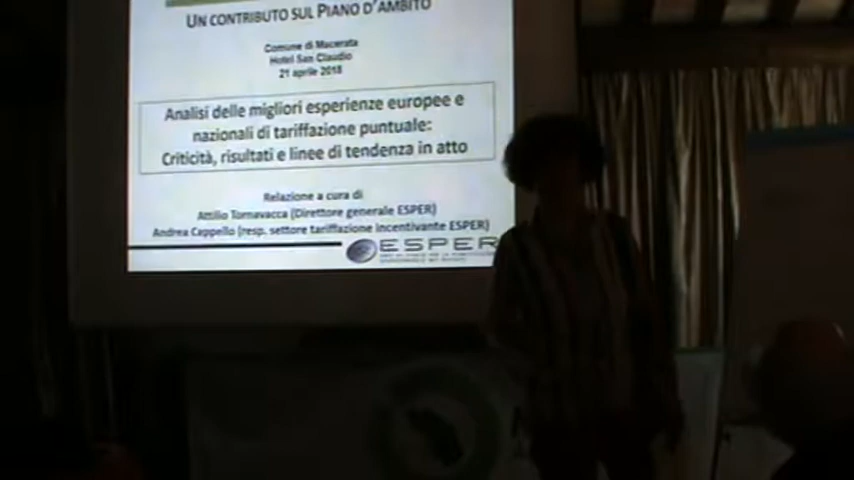 UN CONTRIBUTO SUL PIANO D'AMBITO
Comune di Macerata
Hotel San Claudio
21 aprile 2018
Analisi delle migliori esperienze europee e
nazionali di tariffazione puntuale:
Criticità, risultati e linee di tendenza in atto
Relazione a cura di
Attilio Tornavacca (Direttore generale ESPER)
Andrea Cappello (resp. settore tariffazione incentivante ESPER)
ESPER